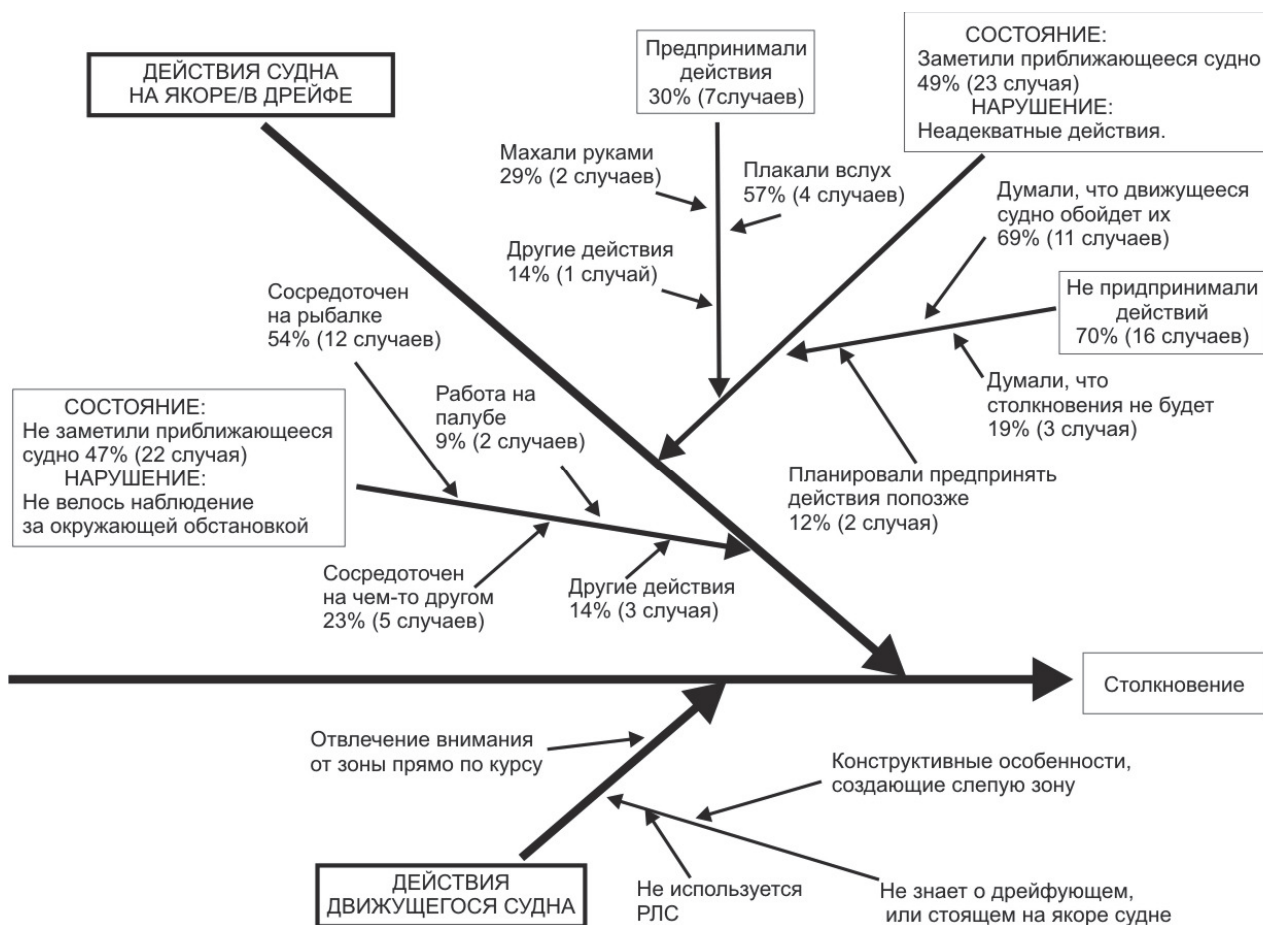 ДЕЙСТВИЯ СУДНА
НА ЯКОРЕ/В ДРЕЙФЕ
Предпринимали
действия
30% (7случаев)
СОСТОЯНИЕ:
Заметили приближающееся судно
49% (23 случая)
НАРУШЕНИЕ:
Неадекватные действия.
Махали руками
29% (2 случаев)
Плакали вслух
57% (4 случаев)
Думали, что движущееся
судно обойдет их
69% (11 случаев)
Другие действия
14% (1 случай)
Не придпринимали
действий
70% (16 случаев)
Сосредоточен
на рыбалке
54% (12 случаев)
Думали, что
столкновения не будет
19% (3 случая)
СОСТОЯНИЕ:
Не заметили приближающееся
судно 47% (22 случая)
НАРУШЕНИЕ:
Не велось наблюдение
за окружающей обстановкой
Работа на
палубе
9% (2 случаев)
Планировали предпринять
действия попозже
12% (2 случая)
Сосредоточен
на чем-то другом
23% (5 случаев)
Другие действия
14% (3 случая)
Столкновение
Отвлечение внимания
от зоны прямо по курсу
Конструктивные особенности,
создающие слепую зону
ДЕЙСТВИЯ
ДВИЖУЩЕГОСЯ СУДНА
Не используется
РЛС
Не знает о дрейфующем,
или стоящем на якоре судне